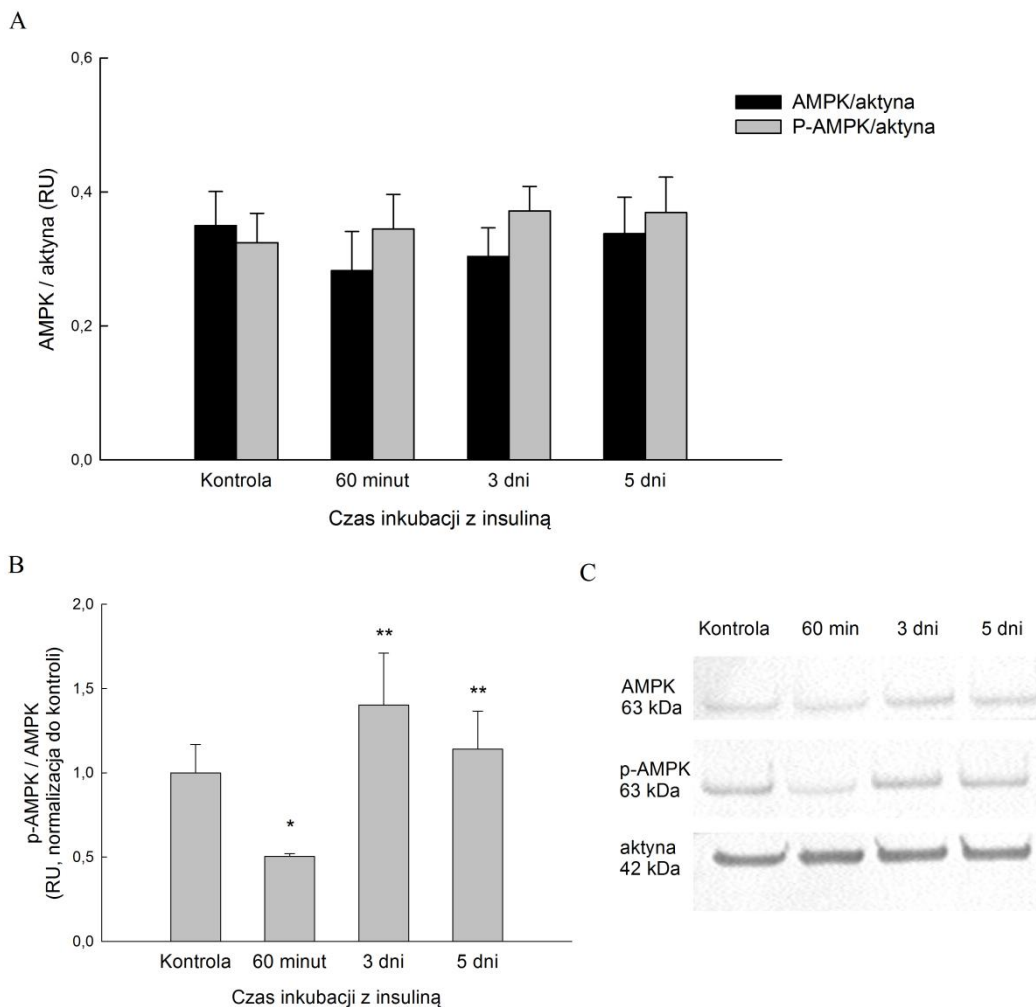 A
0,6
0,4
0,2
0,0
AMPK / aktyna (RU)
AMPK/aktyna
P-AMPK/aktyna
Kontrola 60 minut 3 dni 5 dni
Czas inkubacji z insuliną
B
2,0
1,5
1,0
0,5
0,0
p-AMPK / AMPK
(RU, normalizacja do kontroli)
*
**
**
Kontrola 60 minut 3 dni 5 dni
Czas inkubacji z insuliną
C
Kontrola 60 min 3 dni 5 dni
AMPK
63 kDa
p-AMPK
63 kDa
aktyna
42 kDa